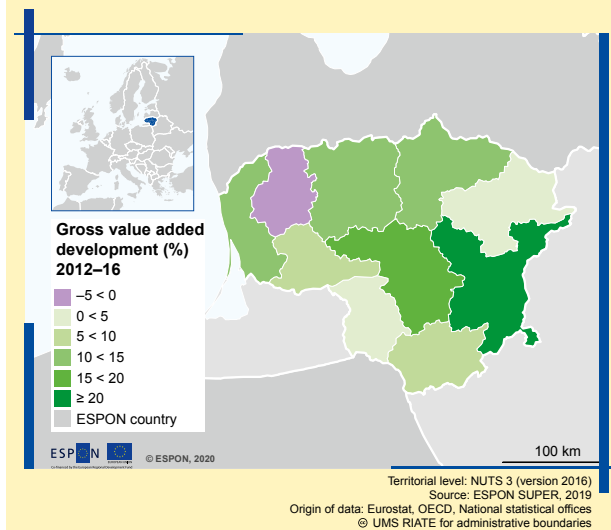 Gross value added
development (%)
2012–16
–5 < 0
0 < 5
5 < 10
10 < 15
15 < 20
≥ 20
ESPON country
ESPON
© ESPON, 2020
100 km
Territorial level: NUTS 3 (version 2016)
Source: ESPON SUPER, 2019
Origin of data: Eurostat, OECD, National statistical offices
© UMS RIATE for administrative boundaries